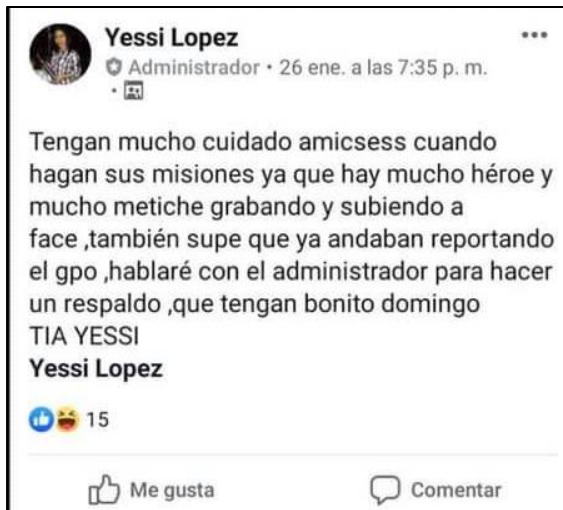 Yessi Lopez
Administrador • 26 ene. a las 7:35 p. m.
Tengan mucho cuidado amicsess cuando
hagan sus misiones ya que hay mucho héroe y
mucho metiche grabando y subiendo a
face ,también supe que ya andaban reportando
el gpo ,hablaré con el administrador para hacer
un respaldo ,que tengan bonito domingo
TIA YESSI
Yessi Lopez
15
Me gusta
Comentar